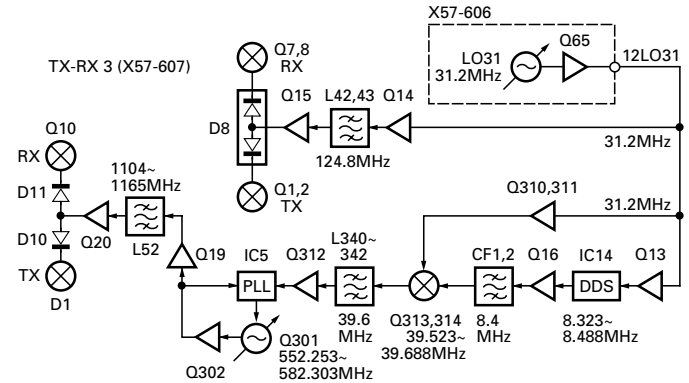 X57-606
TX-RX 3 (X57-607)
Q7,8
RX
LO31
31.2MHz
Q65
12LO31
Q15
L42,43
Q14
D8
124.8MHz
31.2MHz
Q1,2
TX
Q10
RX
1104~
1165MHz
D11
D10
Q20
L52
TX
D1
Q19
Q310,311
31.2MHz
IC5
PLL
Q312
L340~
342
39.6
MHz
Q313,314
39.523~
39.688MHz
CF1,2
8.4
MHz
Q16
IC14
DDS
8.323~
8.488MHz
Q13
Q302
Q301
552.253~
582.303MHz